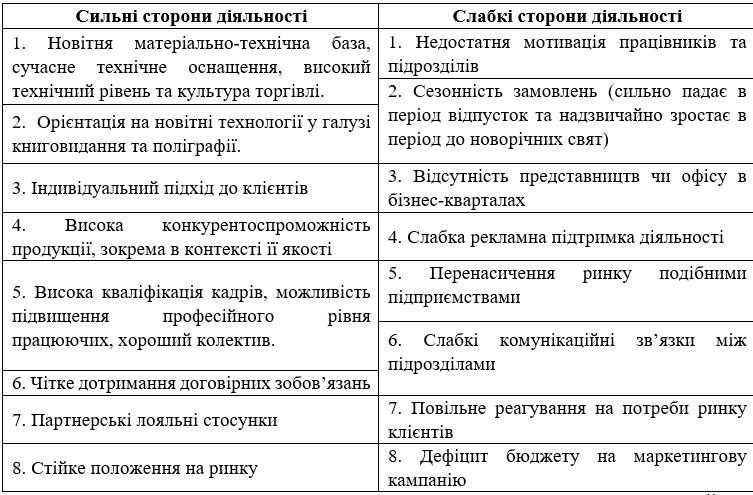 Сильні сторони діяльності
1. Новітня матеріально-технічна база,
сучасне технічне оснащення, високий
технічний рівень та культура торгівлі.
2. Орієнтація на новітні технології у галузі
книговидання та поліграфії.
3. Індивідуальний підхід до клієнтів
4. Висока конкурентоспроможність
продукції, зокрема в контексті її якості
5. Висока кваліфікація кадрів, можливість
підвищення професійного рівня
працюючих, хороший колектив.
6. Чітке дотримання договірних зобов’язань
7. Партнерські лояльні стосунки
8. Стійке положення на ринку
Слабкі сторони діяльності
1. Недостатня мотивація працівників та
підрозділів
2. Сезонність замовлень (сильно падає в
період відпусток та надзвичайно зростає в
період до новорічних свят)
3. Відсутність представництв чи офісу в
бізнес-кварталах
4. Слабка рекламна підтримка діяльності
5. Перенасичення ринку подібними
підприємствами
6. Слабкі комунікаційні зв’язки між
підрозділами
7. Повільне реагування на потреби ринку
клієнтів
8. Дефіцит бюджету на маркетингову
кампанію